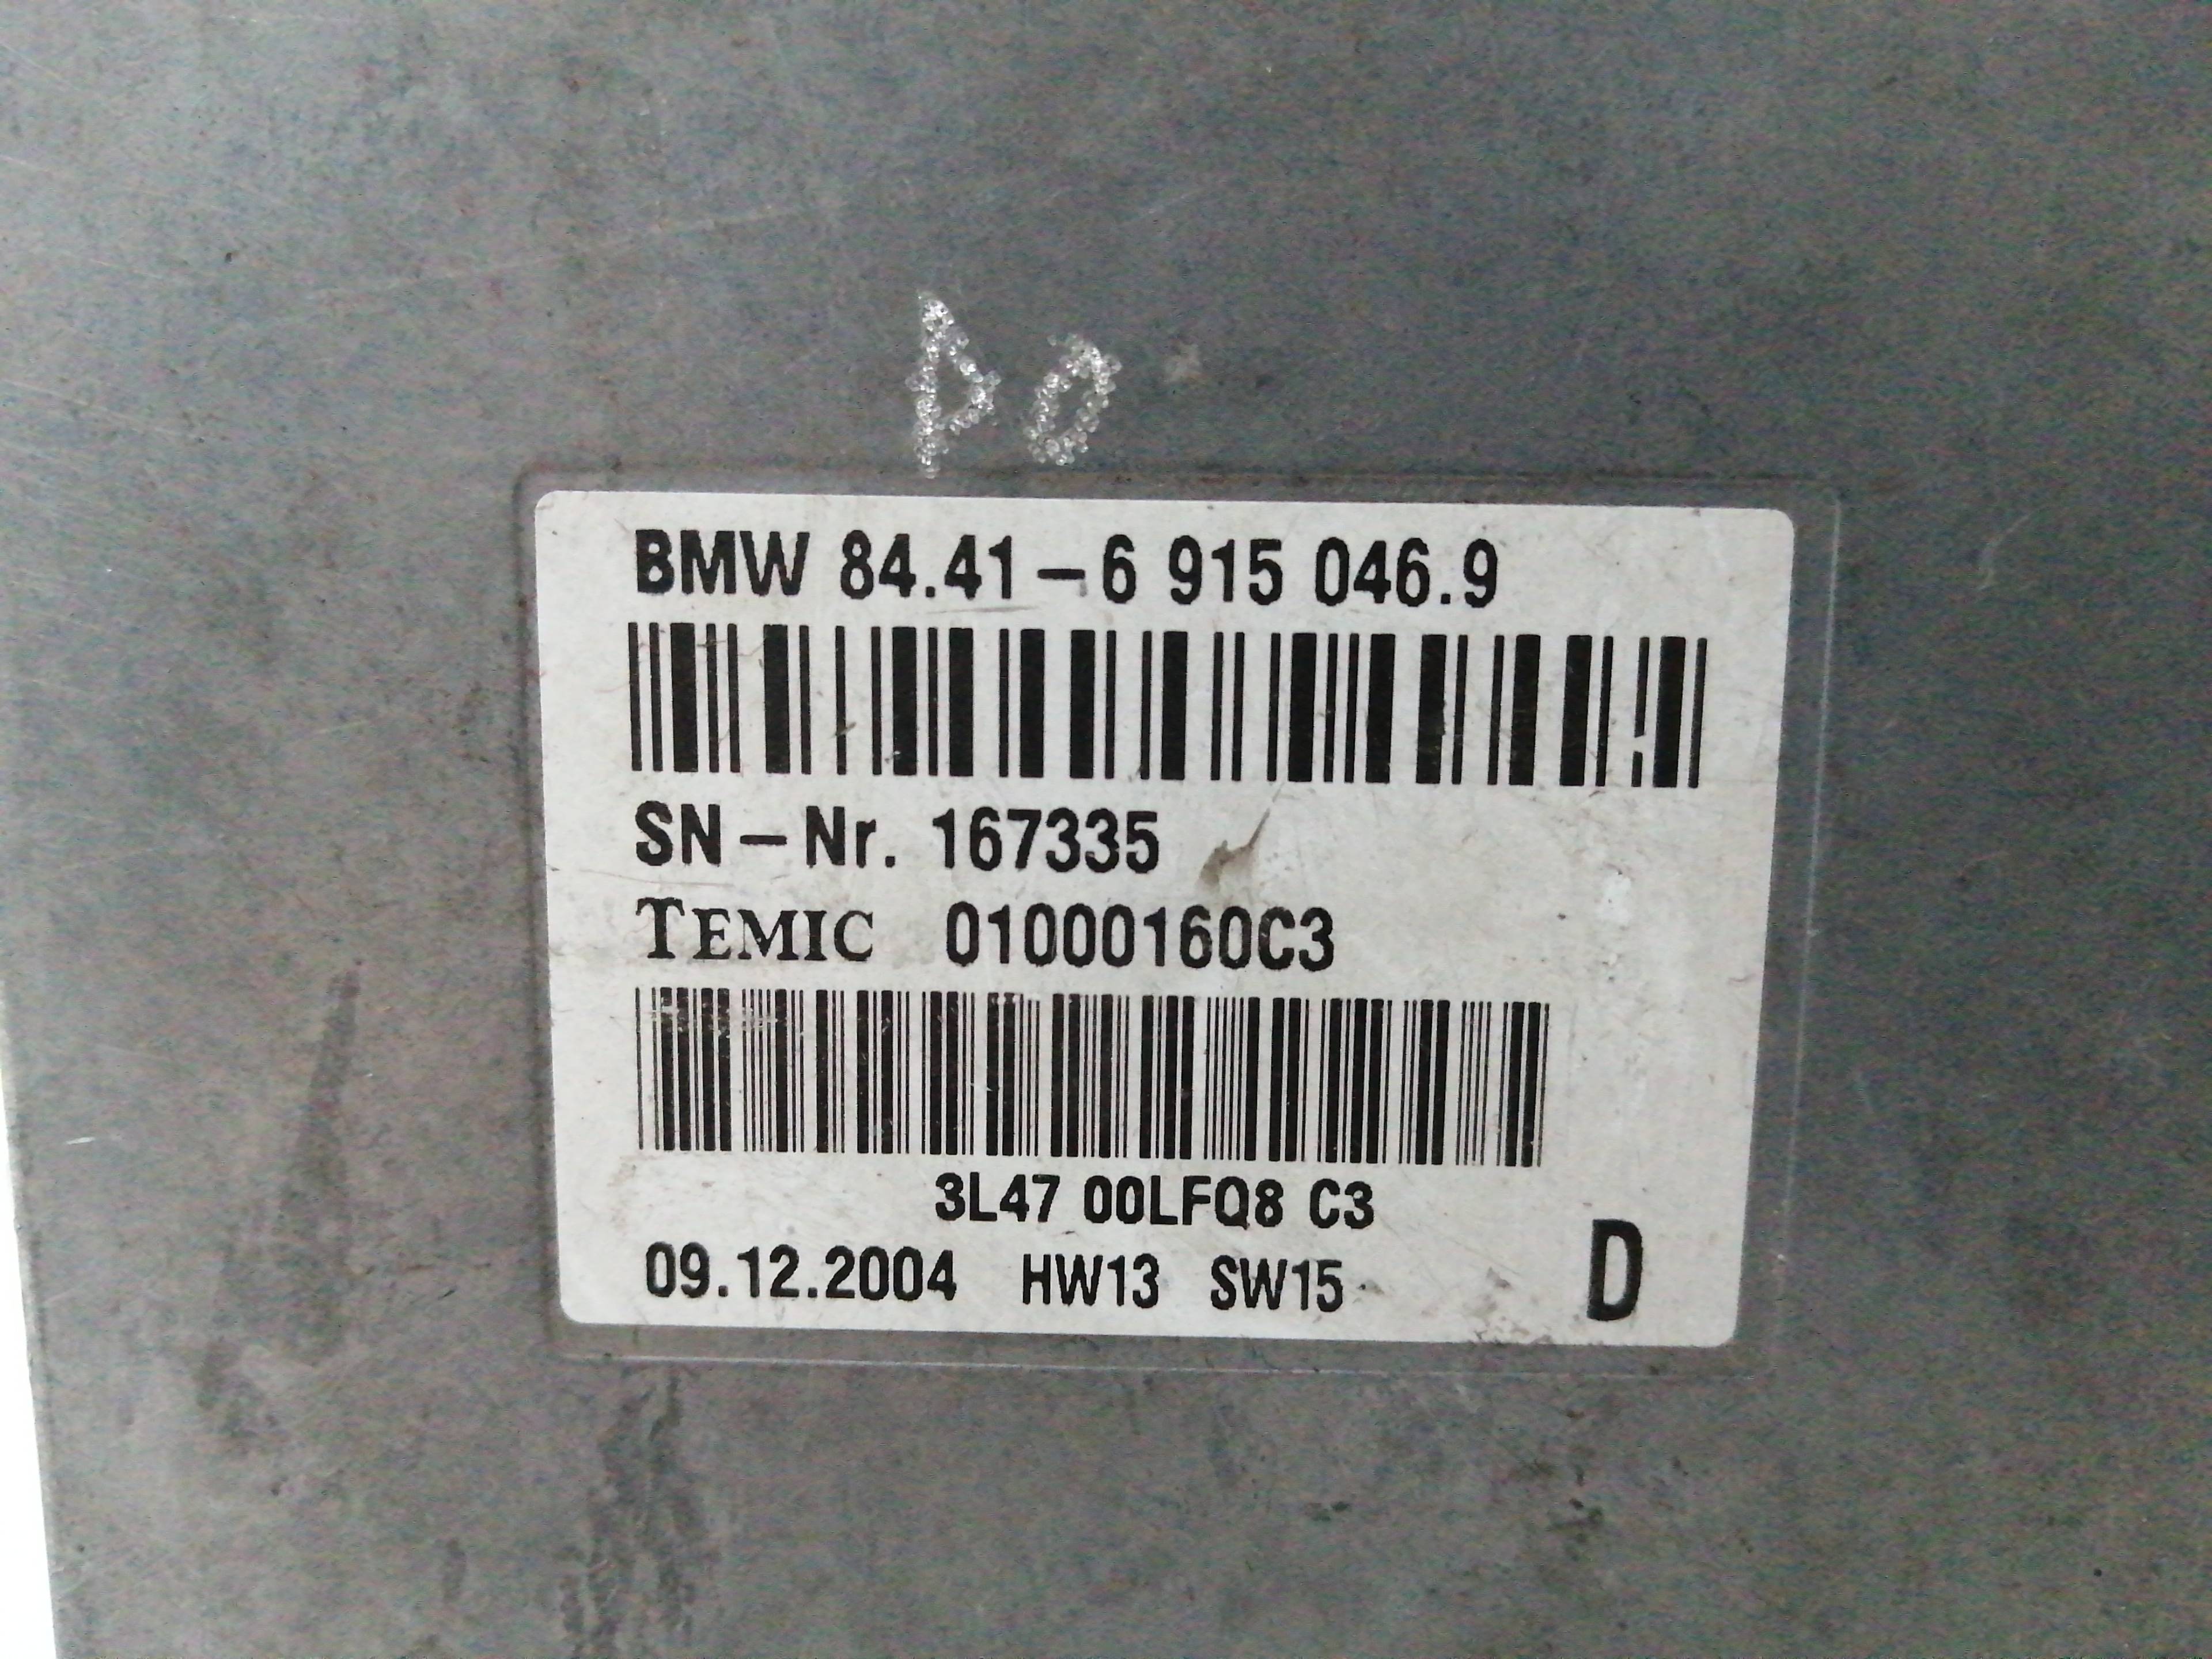 BMW 84.41-6 915 046.9
SN-Nr. 167335
TEMIC 01000160C3
3L47 00LFQ8 C3
09.12.2004 HW13 SW15
D